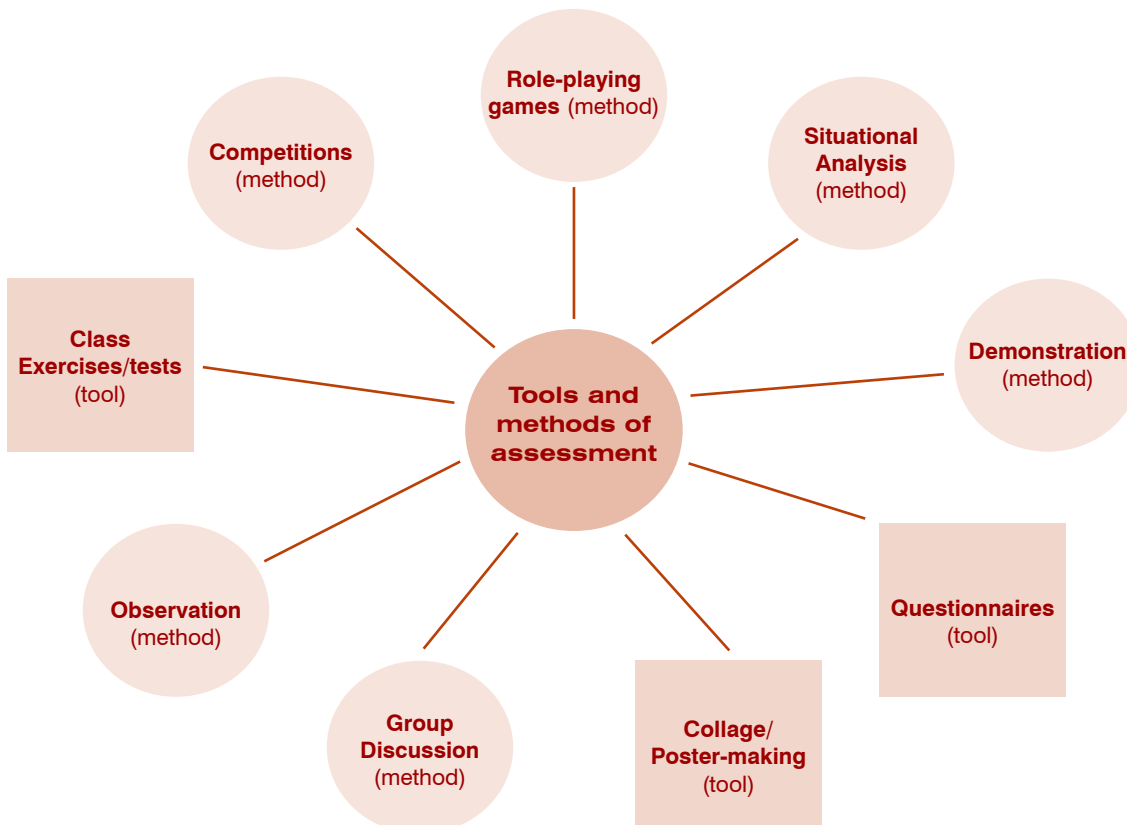 Role-playing
games (method)
Situational
Analysis
(method)
Competitions
(method)
Class
Exercises/tests
(tool)
Demonstration
(method)
Tools and
methods of
assessment
Observation
(method)
Questionnaires
(tool)
Group
Discussion
(method)
Collage/
Poster-making
(tool)